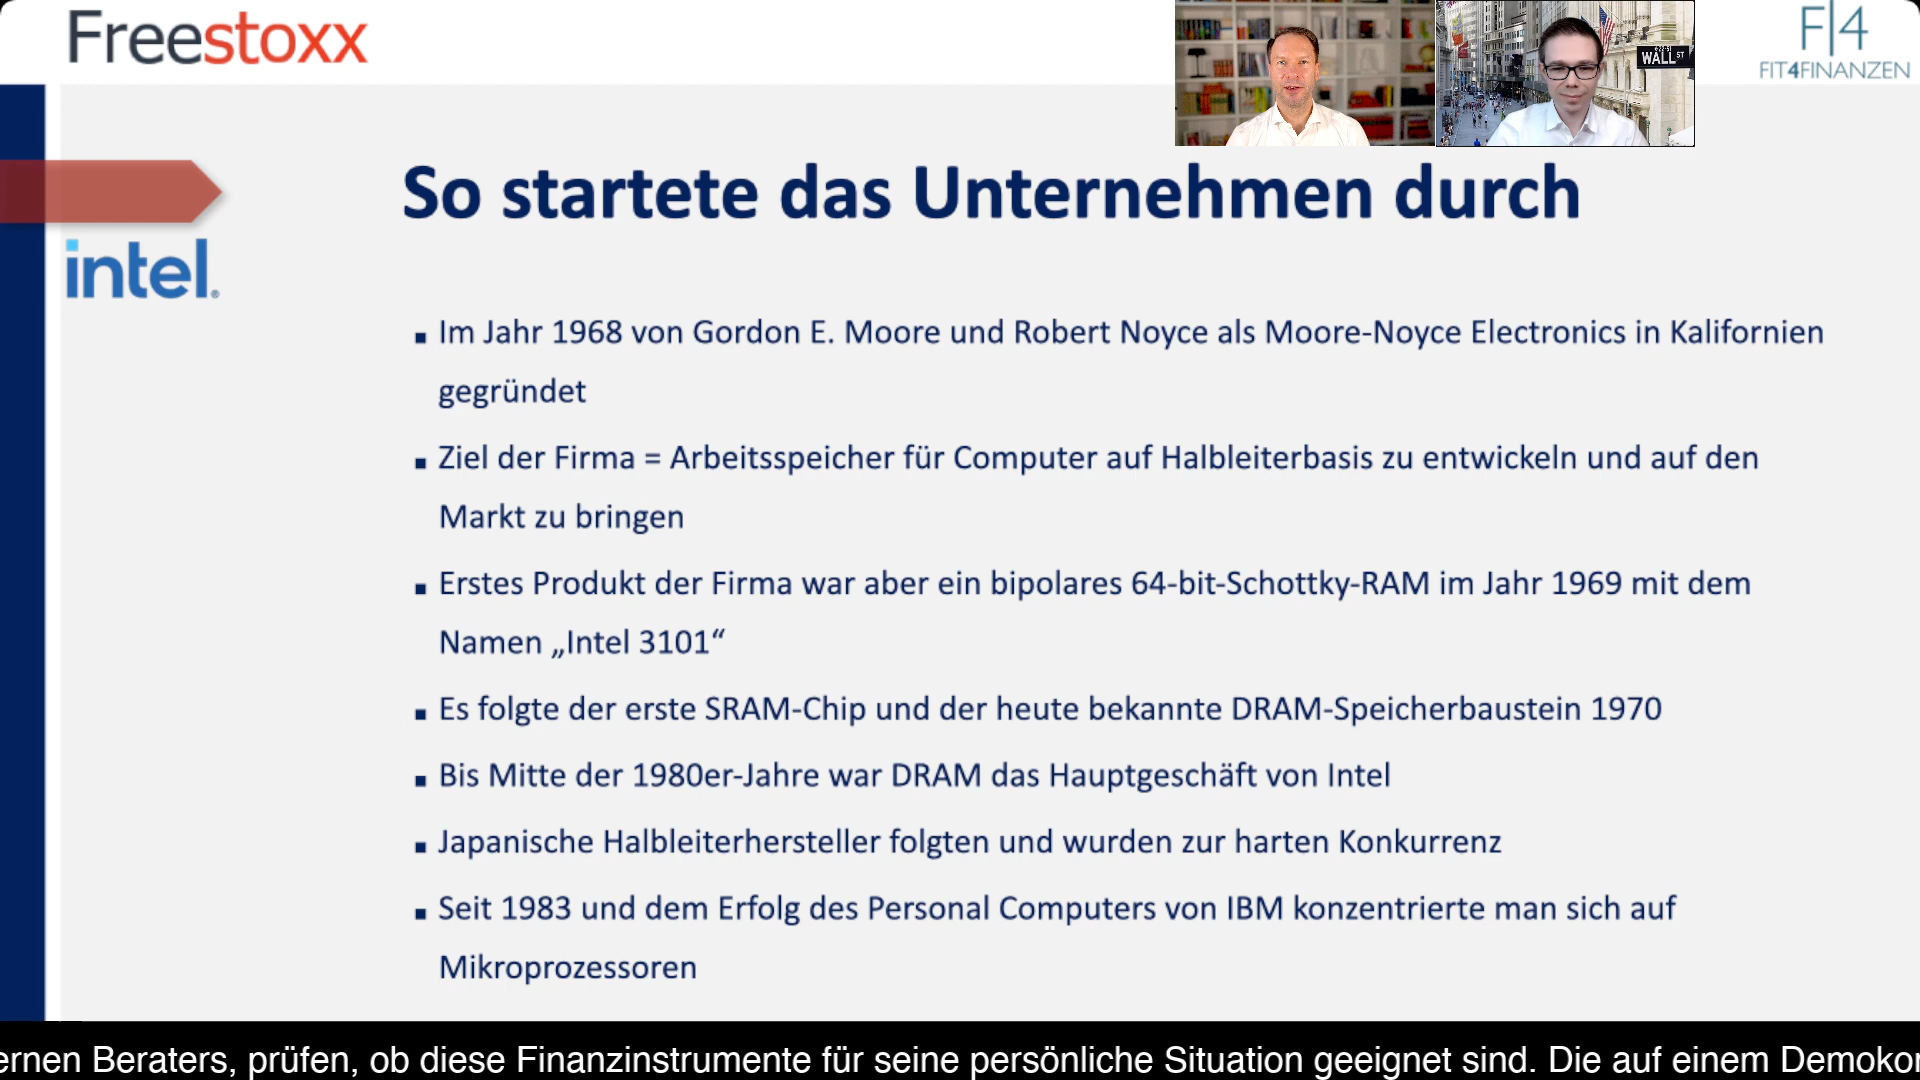 Freestoxx
WALL ST
F|4
FIT4FINANZEN
So startete das Unternehmen durch
intel®
▪ Im Jahr 1968 von Gordon E. Moore und Robert Noyce als Moore-Noyce Electronics in Kalifornien
gegründet
▪ Ziel der Firma = Arbeitsspeicher für Computer auf Halbleiterbasis zu entwickeln und auf den
Markt zu bringen
▪ Erstes Produkt der Firma war aber ein bipolares 64-bit-Schottky-RAM im Jahr 1969 mit dem
Namen „Intel 3101“
▪ Es folgte der erste SRAM-Chip und der heute bekannte DRAM-Speicherbaustein 1970
▪ Bis Mitte der 1980er-Jahre war DRAM das Hauptgeschäft von Intel
▪ Japanische Halbleiterhersteller folgten und wurden zur harten Konkurrenz
▪ Seit 1983 und dem Erfolg des Personal Computers von IBM konzentrierte man sich auf
Mikroprozessoren
ernen Beraters, prüfen, ob diese Finanzinstrumente für seine persönliche Situation geeignet sind. Die auf einem Demokon